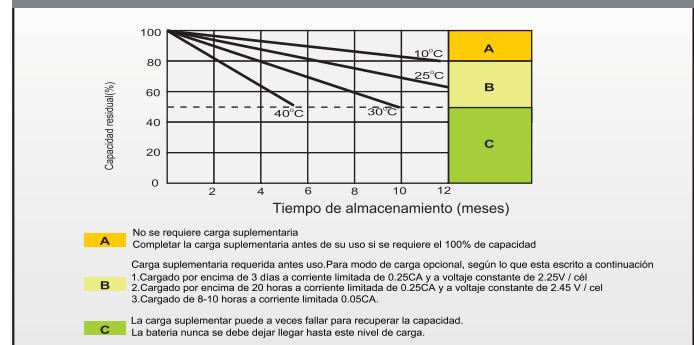 100
80
60
40
20
0
Capacidad residual(%)
10°C
25°C
30°C
40°C
A
B
C
2 4 6 8 10 12
Tiempo de almacenamiento (meses)
A
No se requiere carga suplementaria
Completar la carga suplementaria antes de su uso si se requiere el 100% de capacidad
B
Carga suplementaria requerida antes uso.Para modo de carga opcional, según lo que esta escrito a continuación
1.Cargado por encima de 3 días a corriente limitada de 0.25CA y a voltaje constante de 2.25V / cél
2.Cargado por encima de 20 horas a corriente limitada de 0.25CA y a voltaje constante de 2.45 V / cel
3.Cargado de 8-10 horas a corriente limitada 0.05CA.
C
La carga suplementar puede a veces fallar para recuperar la capacidad.
La bateria nunca se debe dejar llegar hasta este nivel de carga.